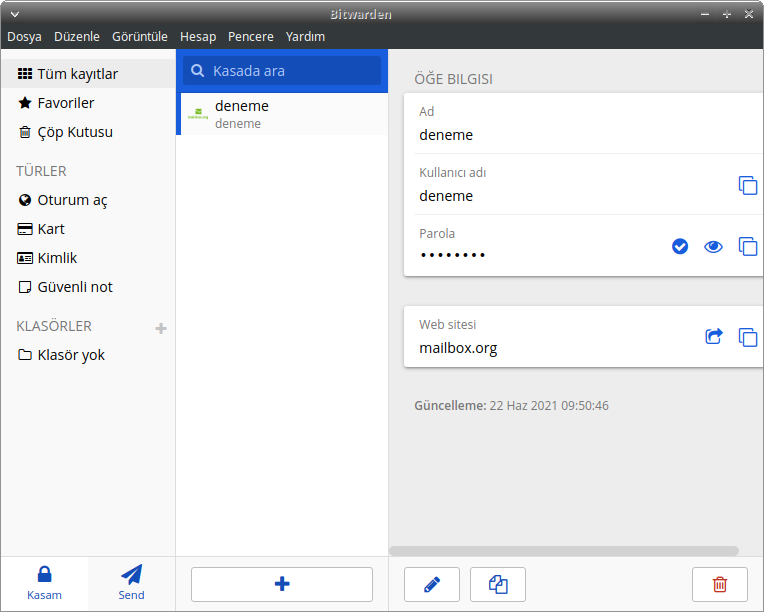 Bitwarden
Dosya Düzenle Görüntüle Hesap Pencere Yardım
Tüm kayıtlar
Favoriler
Çöp Kutusu
TÜRLER
Oturum aç
Kart
Kimlik
Güvenli not
KLASÖRLER
Klasör yok
Kasam
Send
Kasada ara
deneme
deneme
ÖĞE BILGISI
Ad
deneme
Kullanıcı adı
deneme
Parola
••••••••
Web sitesi
mailbox.org
Güncelleme: 22 Haz 2021 09:50:46